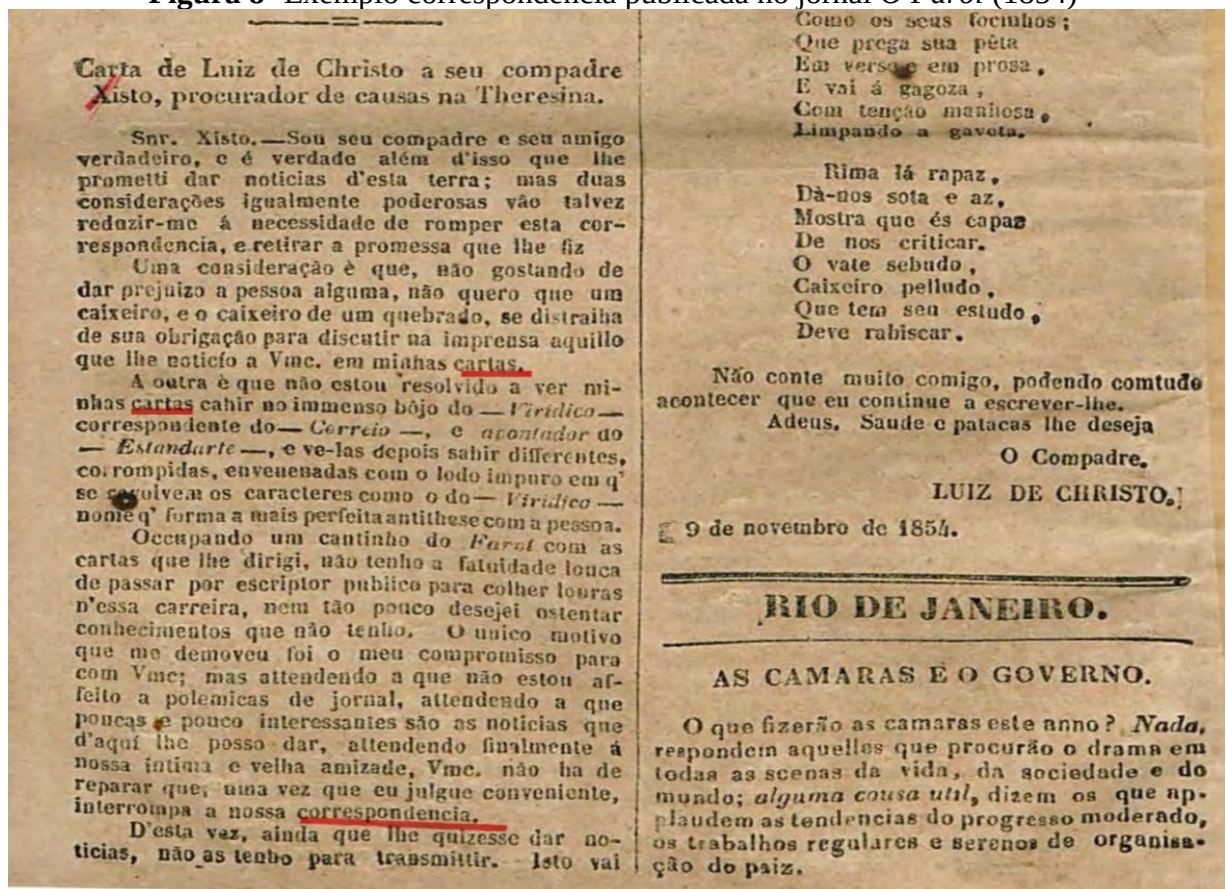 Figura 6- Exemplo correspondência publicada no jornal O Farol (1854)
Carta de Luiz de Christo a seu compadre
Xisto, procurador de causas na Theresina.
Snr. Xisto.—Sou seu compadre e seu amigo
verdadeiro, e é verdade além d'isso que lhe
prometti dar noticias d'esta terra; mas duas
considerações igualmente poderosas vão talvez
reduzir-me á necessidade de romper esta cor-
respondencia, e retirar a promessa que lhe fiz
Uma consideração è que, não gostando de
dar prejuizo a pessoa alguma, não quero que um
caixeiro, e o caixeiro de um quebrado, se distraiha
de sua obrigação para discutir na imprensa aquillo
que lhe noticío a Vmc. em minhas cartas.
A outra è que não estou resolvido a ver mi-
nhas cartas cahir no immenso bòjo do — Viridico —
correspondente do— Correio —, e apontador do
— Estandarte —, e ve-las depois sahir differentes,
corrompidas, envenenadas com o lodo impuro em q'
se revolvem os caracteres como o do— Viridico —
nome q' forma a mais perfeita antithese com a pessoa.
Occupando um cantinho do Farol com as
cartas que lhe dirigi, não tenho a fatuidade louca
de passar por escriptor publico para colher louras
n'essa carreira, nem tão pouco desejei ostentar
conhecimentos que não tenho. O unico motivo
que me demoveu foi o meu compromisso para
com Vmc; mas attendendo a que não estou af-
feito a polemicas de jornal, attendendo a que
poucas e pouco interessantes são as noticias que
d'aquí lhe posso dar, attendendo finalmente á
nossa intima e velha amizade, Vmc. não ha de
reparar que, uma vez que eu julgue conveniente,
interrompa a nossa correspondencia.
D'esta vez, ainda que lhe quizesse dar no-
ticias, não as tenho para transmittir. Isto vai
Como os seus focinhos;
Que prega sua pêta
Em verso e em prosa,
E vai á gagoza,
Com tenção manhosa,
Limpando a gaveta.
Rima lá rapaz,
Dà-nos sota e az,
Mostra que és capaz
De nos criticar.
O vate sebudo,
Caixeiro pelludo,
Que tem seu estudo,
Deve rabiscar.
Não conte muito comigo, podendo comtudo
acontecer que eu continue a escrever-lhe.
Adeus. Saude e patacas lhe deseja
O Compadre.
LUIZ DE CHRISTO.
9 de novembro de 1854.
RIO DE JANEIRO.
AS CAMARAS E O GOVERNO.
O que fizerão as camaras este anno? Nada,
respondem aquelles que procurão o drama em
todas as scenas da vida, da sociedade e do
mundo; alguma cousa util, dizem os que ap-
plaudem as tendencias do progresso moderado,
os trabalhos regulares e serenos de organisa-
ção do paiz.